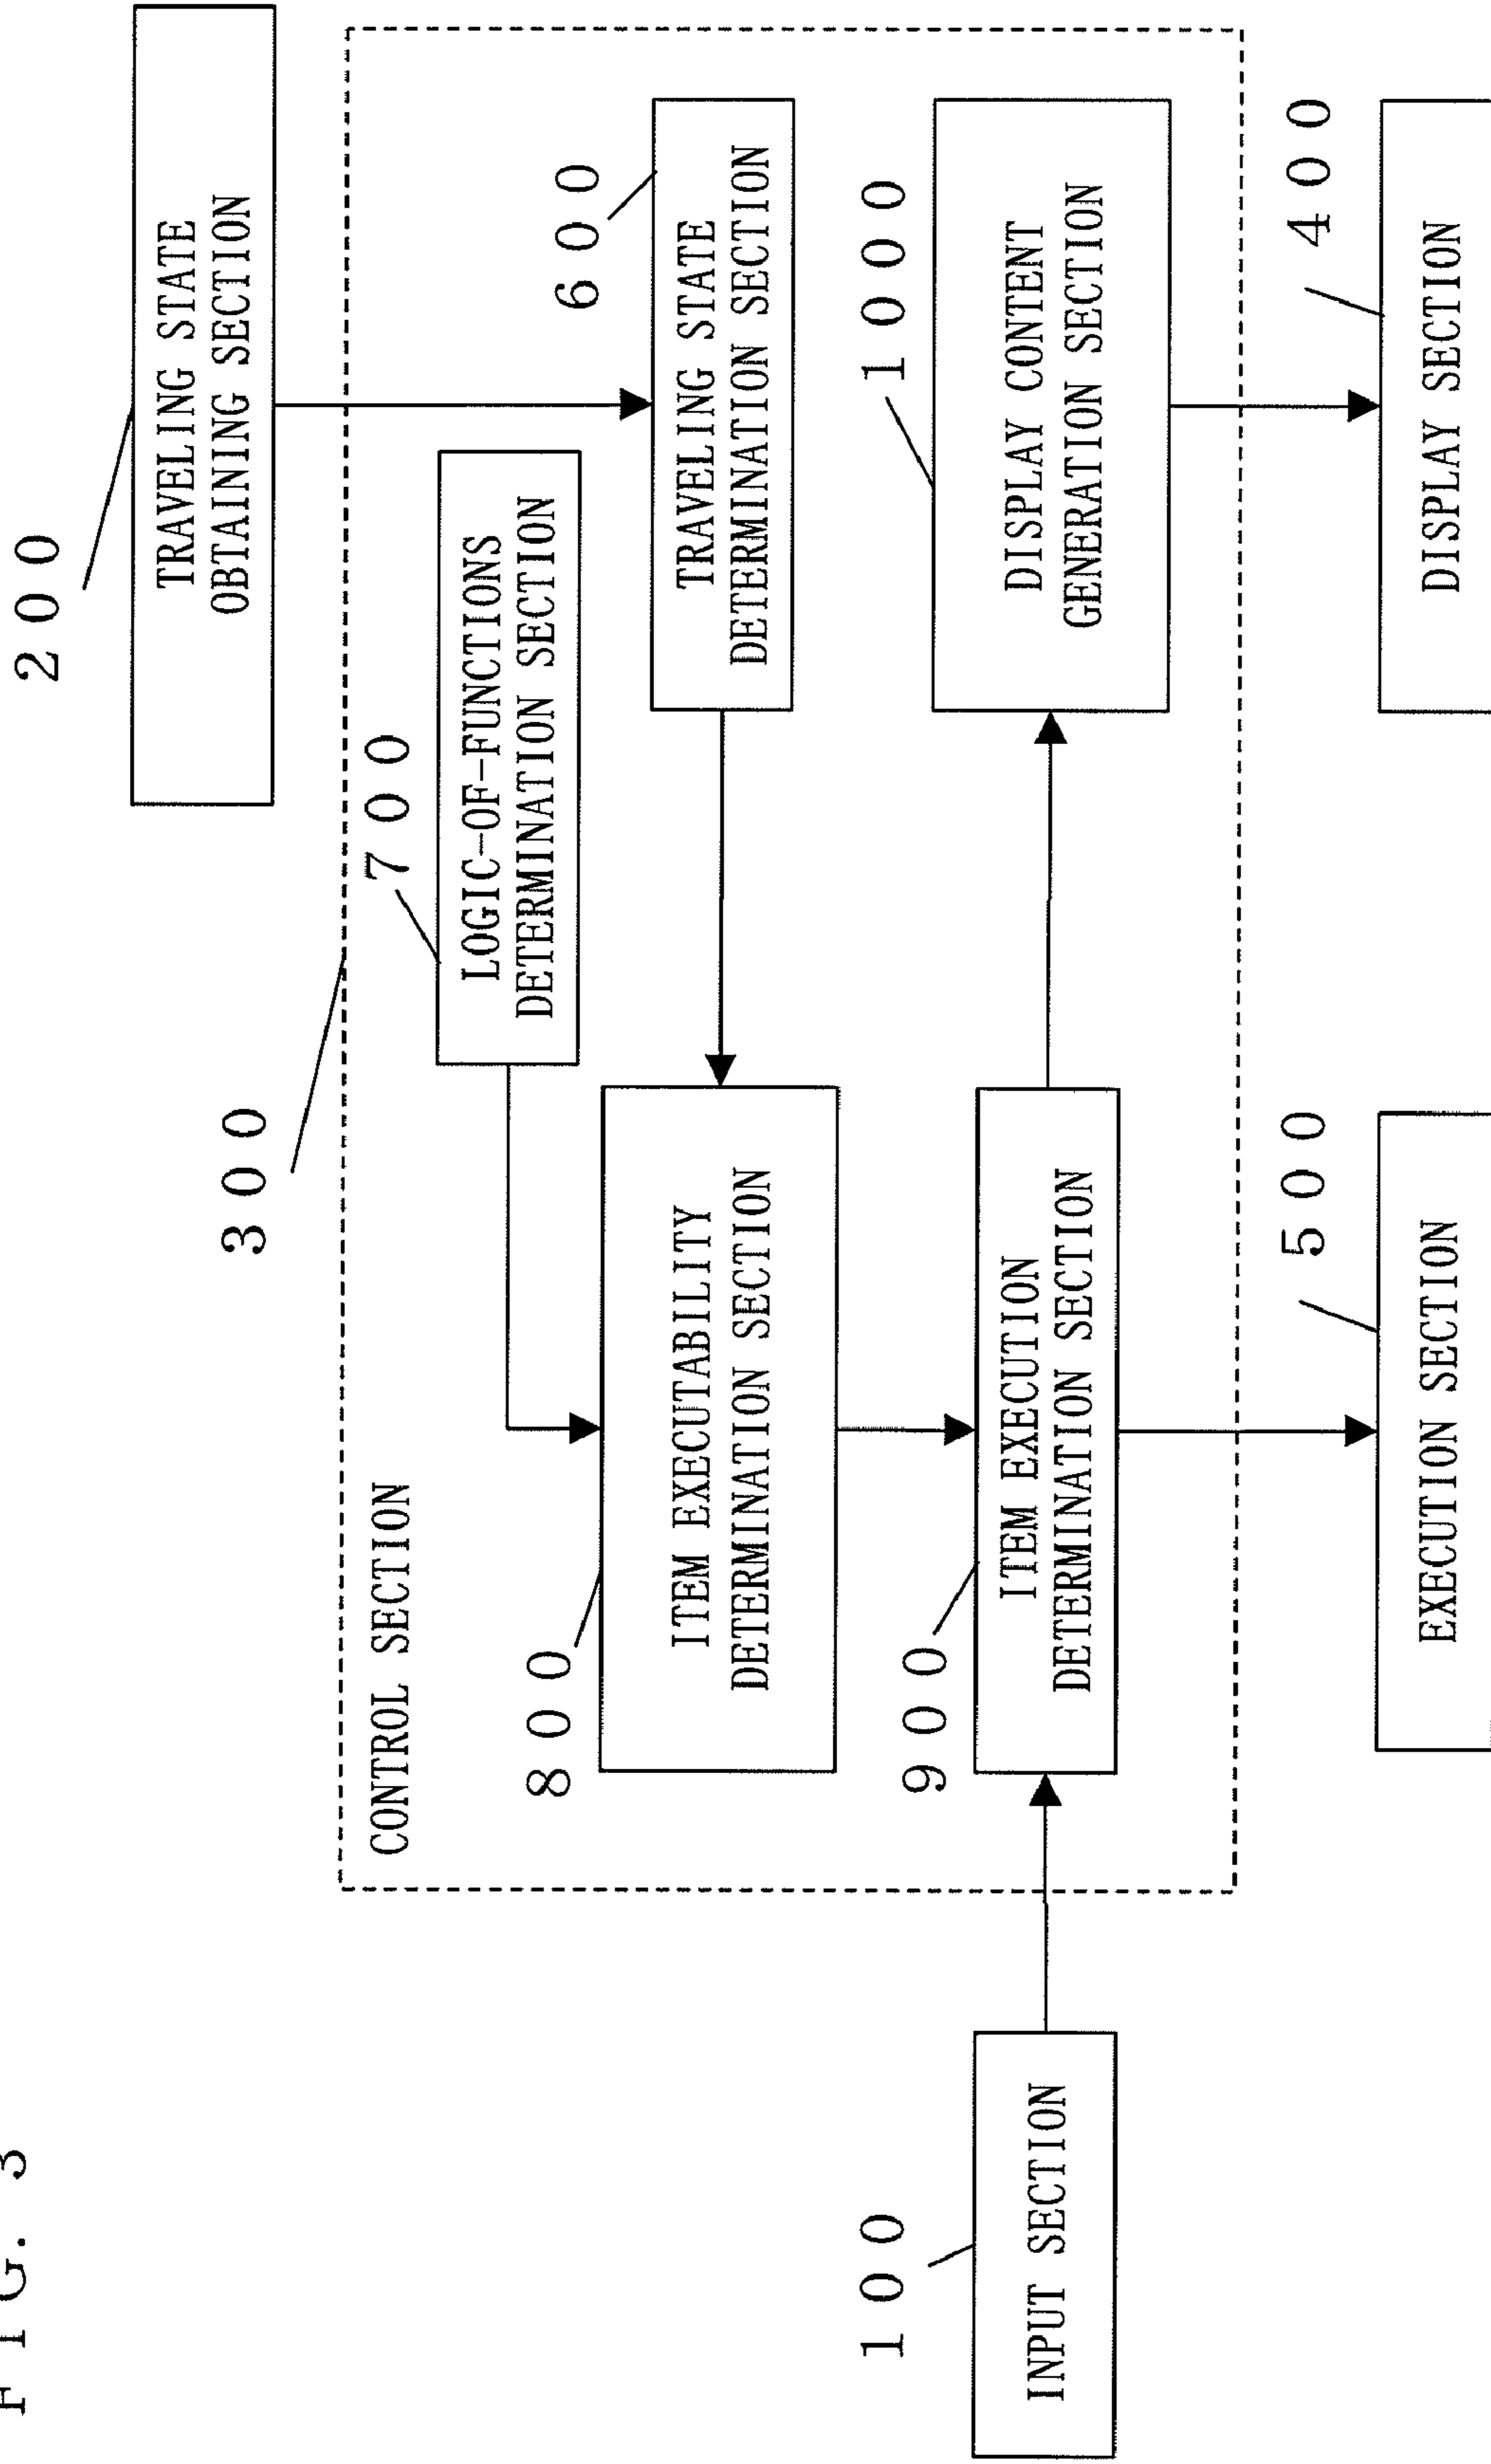 FIG. 3
200
TRAVELING STATE
OBTAINING SECTION
300
CONTROL SECTION
700
LOGIC-OF-FUNCTIONS
DETERMINATION SECTION
800
ITEM EXECUTABILITY
DETERMINATION SECTION
600
TRAVELING STATE
DETERMINATION SECTION
100
INPUT SECTION
900
ITEM EXECUTION
DETERMINATION SECTION
1000
DISPLAY CONTENT
GENERATION SECTION
500
EXECUTION SECTION
400
DISPLAY SECTION